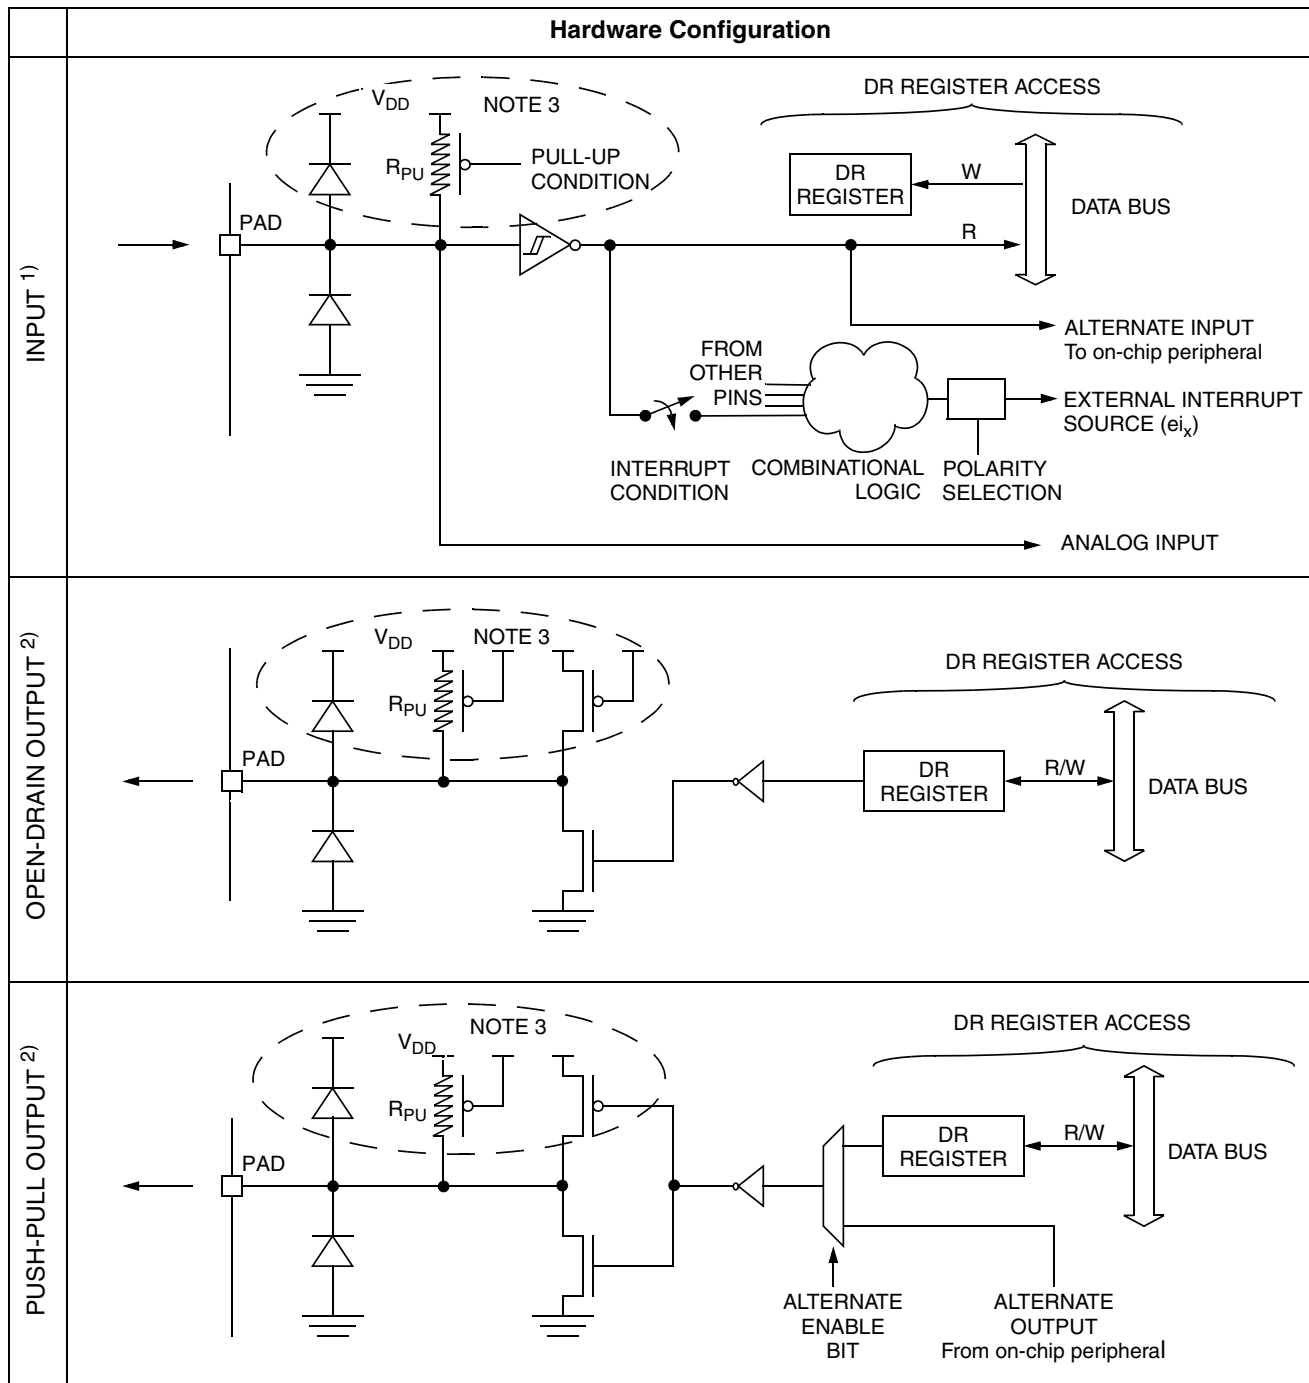 Hardware Configuration
INPUT 1)
VDD
NOTE 3
RPU
PULL-UP
CONDITION
PAD
DR REGISTER ACCESS
DR
REGISTER
W
R
DATA BUS
ALTERNATE INPUT
To on-chip peripheral
FROM
OTHER
PINS
EXTERNAL INTERRUPT
SOURCE (eix)
INTERRUPT
CONDITION
COMBINATIONAL
LOGIC
POLARITY
SELECTION
ANALOG INPUT
OPEN-DRAIN OUTPUT 2)
VDD
NOTE 3
RPU
PAD
DR REGISTER ACCESS
DR
REGISTER
R/W
DATA BUS
PUSH-PULL OUTPUT 2)
VDD
NOTE 3
RPU
PAD
DR REGISTER ACCESS
DR
REGISTER
R/W
DATA BUS
ALTERNATE
ENABLE
BIT
ALTERNATE
OUTPUT
From on-chip peripheral